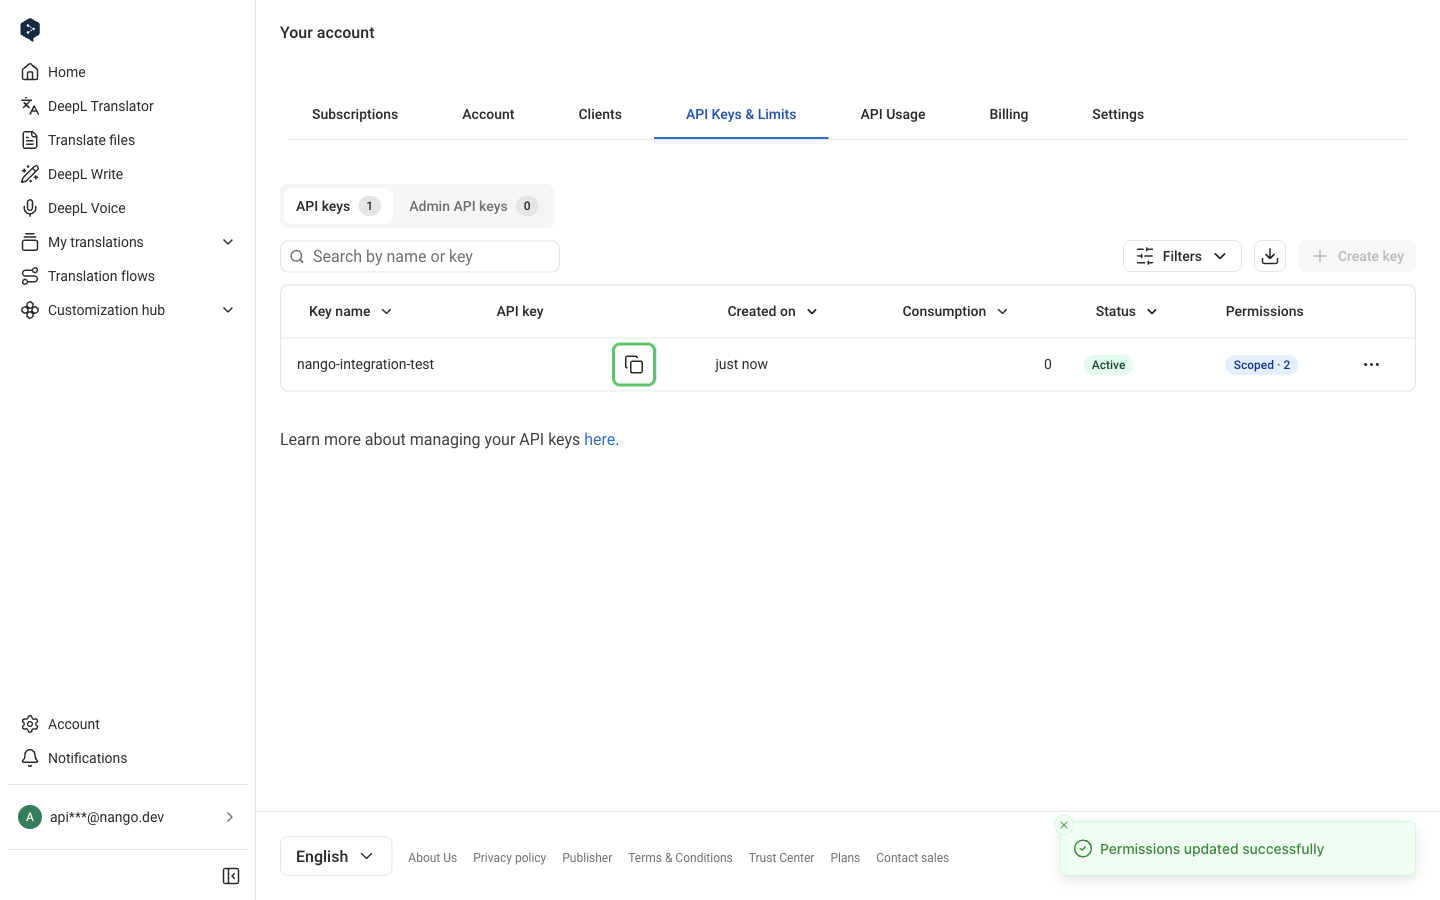 Your account
Home
DeepL Translator
Translate files
DeepL Write
DeepL Voice
My translations
Translation flows
Customization hub
Subscriptions Account Clients API Keys & Limits API Usage Billing Settings
API keys 1 Admin API keys 0
Search by name or key
Filters
Create key
Key name API key Created on Consumption Status Permissions
nango-integration-test just now 0 Active Scoped · 2
Learn more about managing your API keys here.
Account
Notifications
A api***@nango.dev
English About Us Privacy policy Publisher Terms & Conditions Trust Center Plans Contact sales
Permissions updated successfully